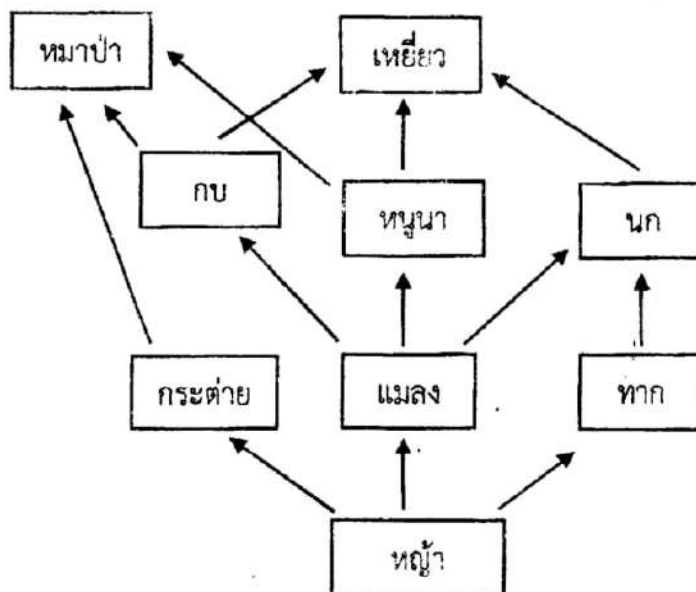 หมาป่า
เหยี่ยว
กบ
หนูนา
นก
กระต่าย
แมลง
ทาก
หญ้า